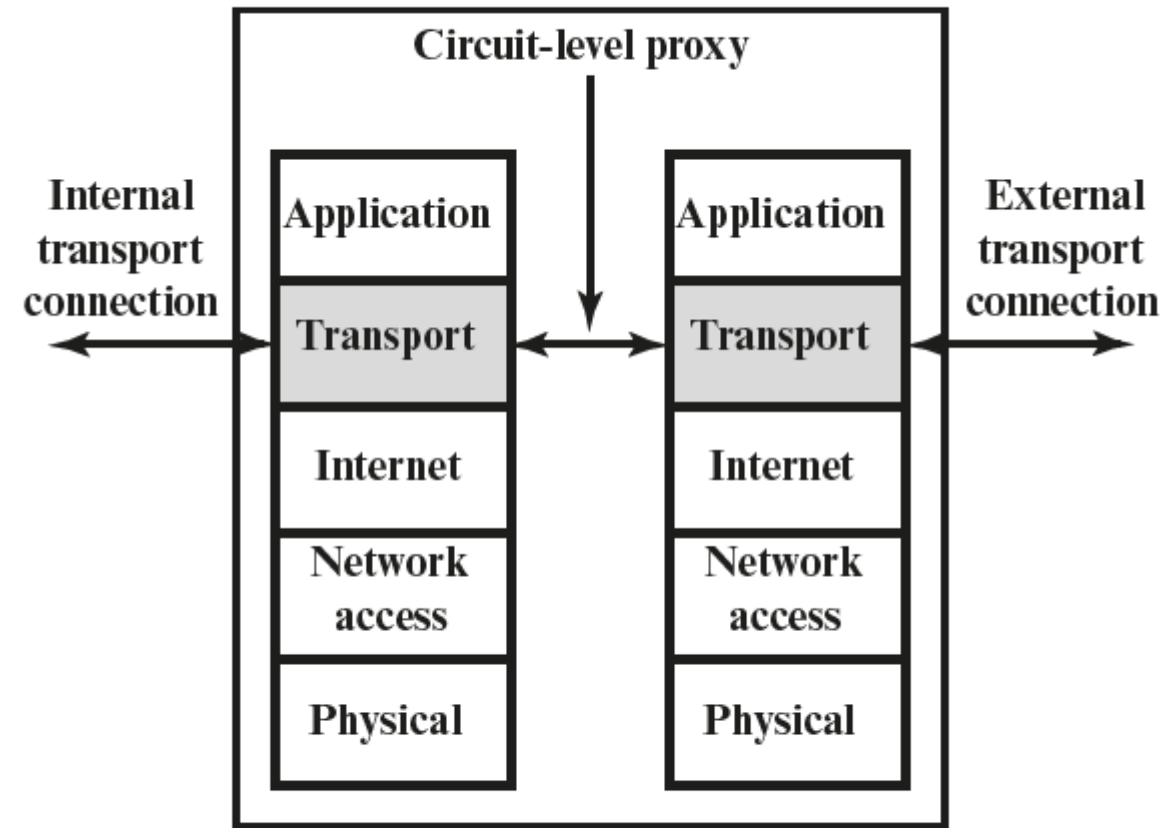 Circuit-level proxy
Internal
transport
connection
External
transport
connection
Application
Transport
Internet
Network
access
Physical
Application
Transport
Internet
Network
access
Physical